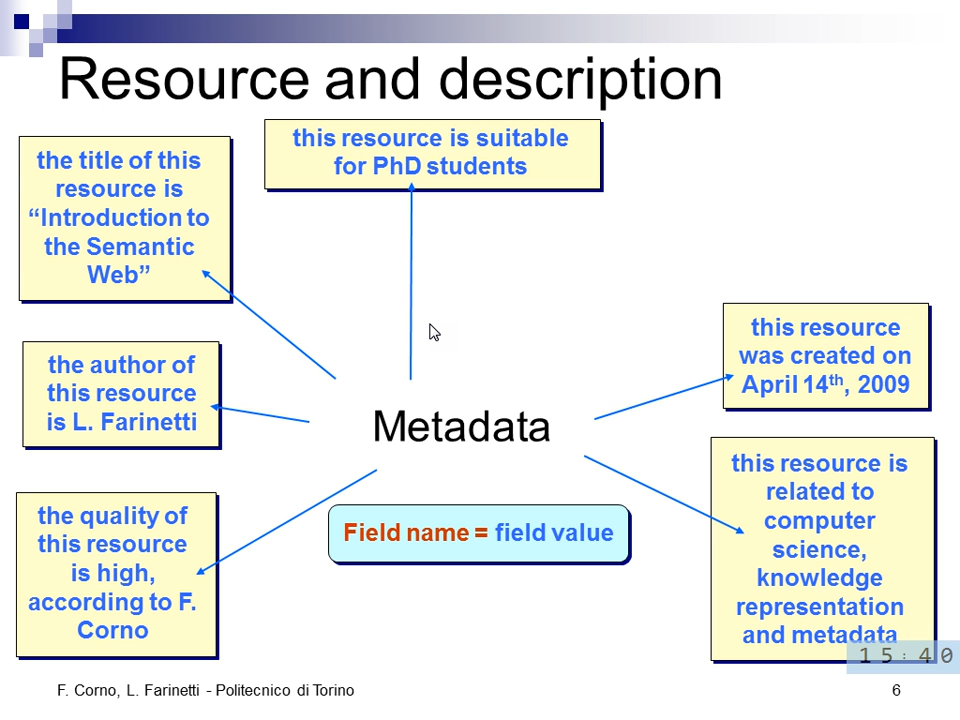 Resource and description
this resource is suitable
for PhD students
the title of this
resource is
“Introduction to
the Semantic
Web”
this resource
was created on
April 14th, 2009
the author of
this resource
is L. Farinetti
Metadata
this resource is
related to
computer
science,
knowledge
representation
and metadata
the quality of
this resource
is high,
according to F.
Corno
Field name = field value
15:40
F. Corno, L. Farinetti - Politecnico di Torino
6